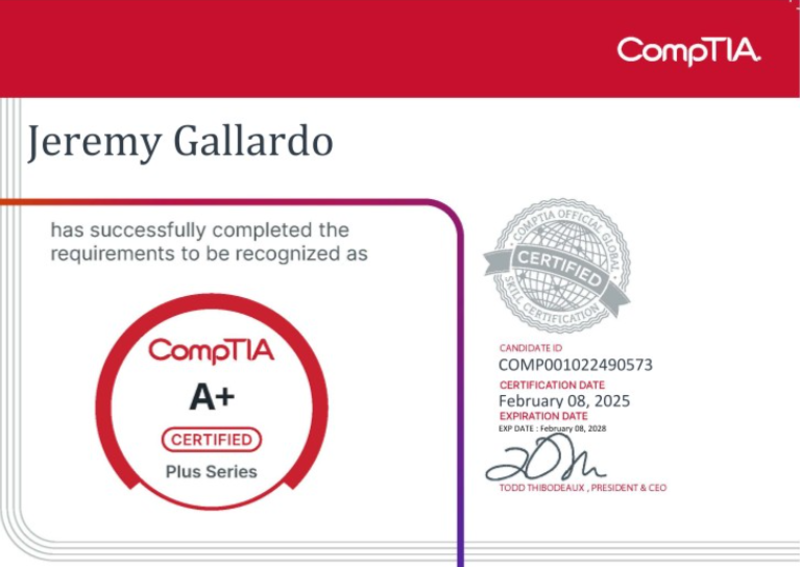 CompTIA.
Jeremy Gallardo
has successfully completed the
requirements to be recognized as
CompTIA
A+
CERTIFIED
Plus Series
COMPTIA OFFICIAL GLOBAL
CERTIFIED
SKILL CERTIFICATION
CANDIDATE ID
COMP001022490573
CERTIFICATION DATE
February 08, 2025
EXPIRATION DATE
EXP DATE : February 08, 2028
TODD THIBODEAUX , PRESIDENT & CEO